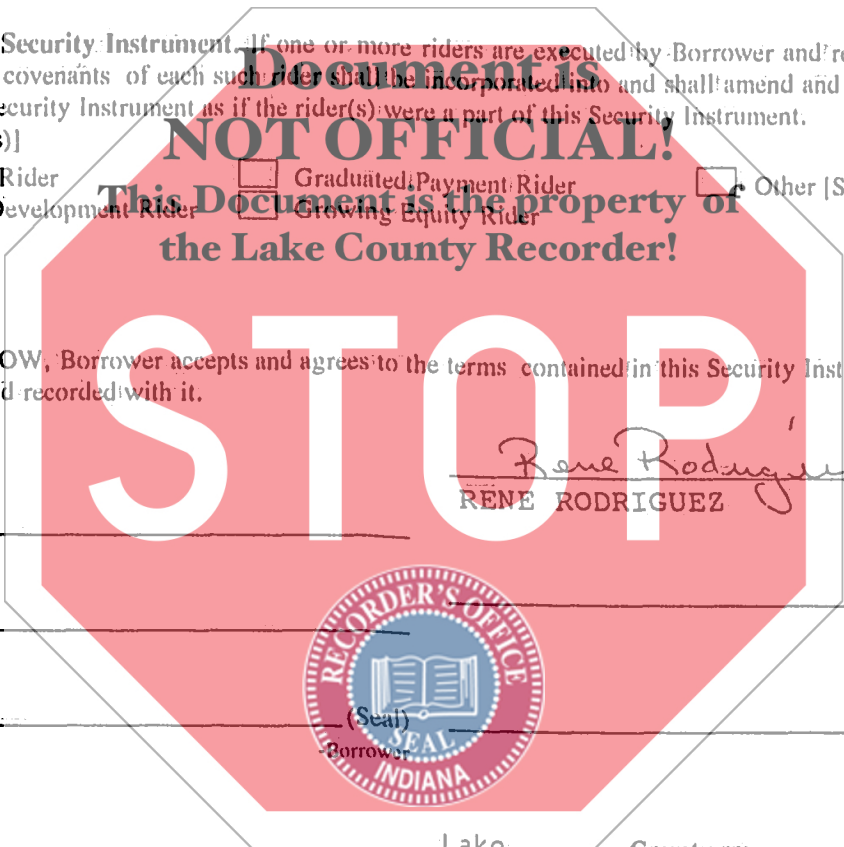 Security Instrument. If one or more riders are executed by Borrower and re
covenants of each such rider shall be incorporated into and shall amend and
ecurity Instrument as if the rider(s) were a part of this Security Instrument.
)]
Rider Graduated Payment Rider Other [S
evelopment Rider Growing Equity Rider
Document is
NOT OFFICIAL!
This Document is the property of
the Lake County Recorder!
STOP
OW, Borrower accepts and agrees to the terms contained in this Security Inst
d recorded with it.
Rene Rodriguez
RENE RODRIGUEZ
(Seal)
-Borrower
RECORDER'S OFFICE
SEAL
INDIANA
Lake